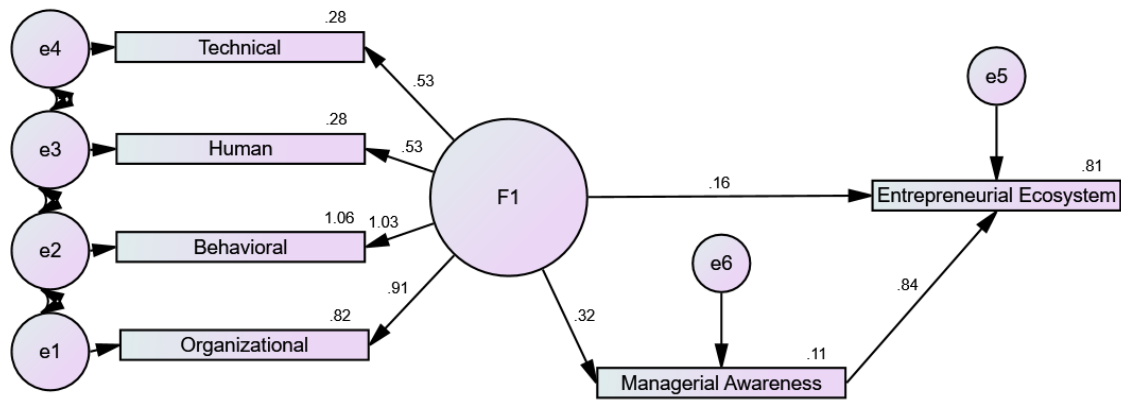 .28
e4
Technical
.53
e5
.28
e3
Human
.53
.81
F1
.16
Entrepreneurial Ecosystem
1.06
1.03
e2
Behavioral
e6
.91
.84
.82
.32
e1
Organizational
.11
Managerial Awareness